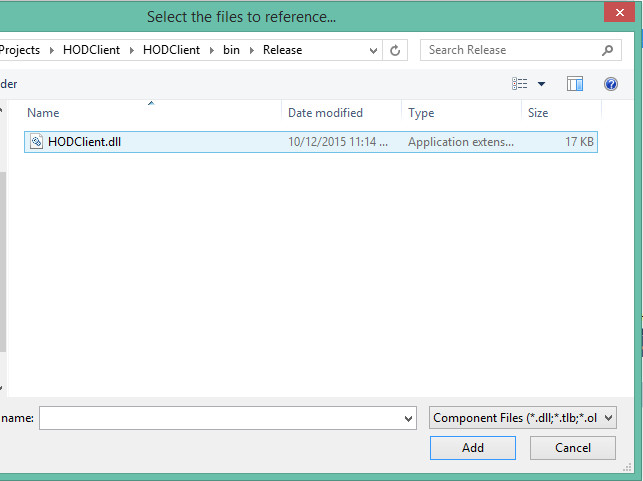 Select the files to reference...
Projects HODClient HODClient bin Release Search Release
der
Name Date modified Type Size
HODClient.dll 10/12/2015 11:14 ... Application extens... 17 KB
name: Component Files (*.dll;*.tlb;*.ol
Add Cancel